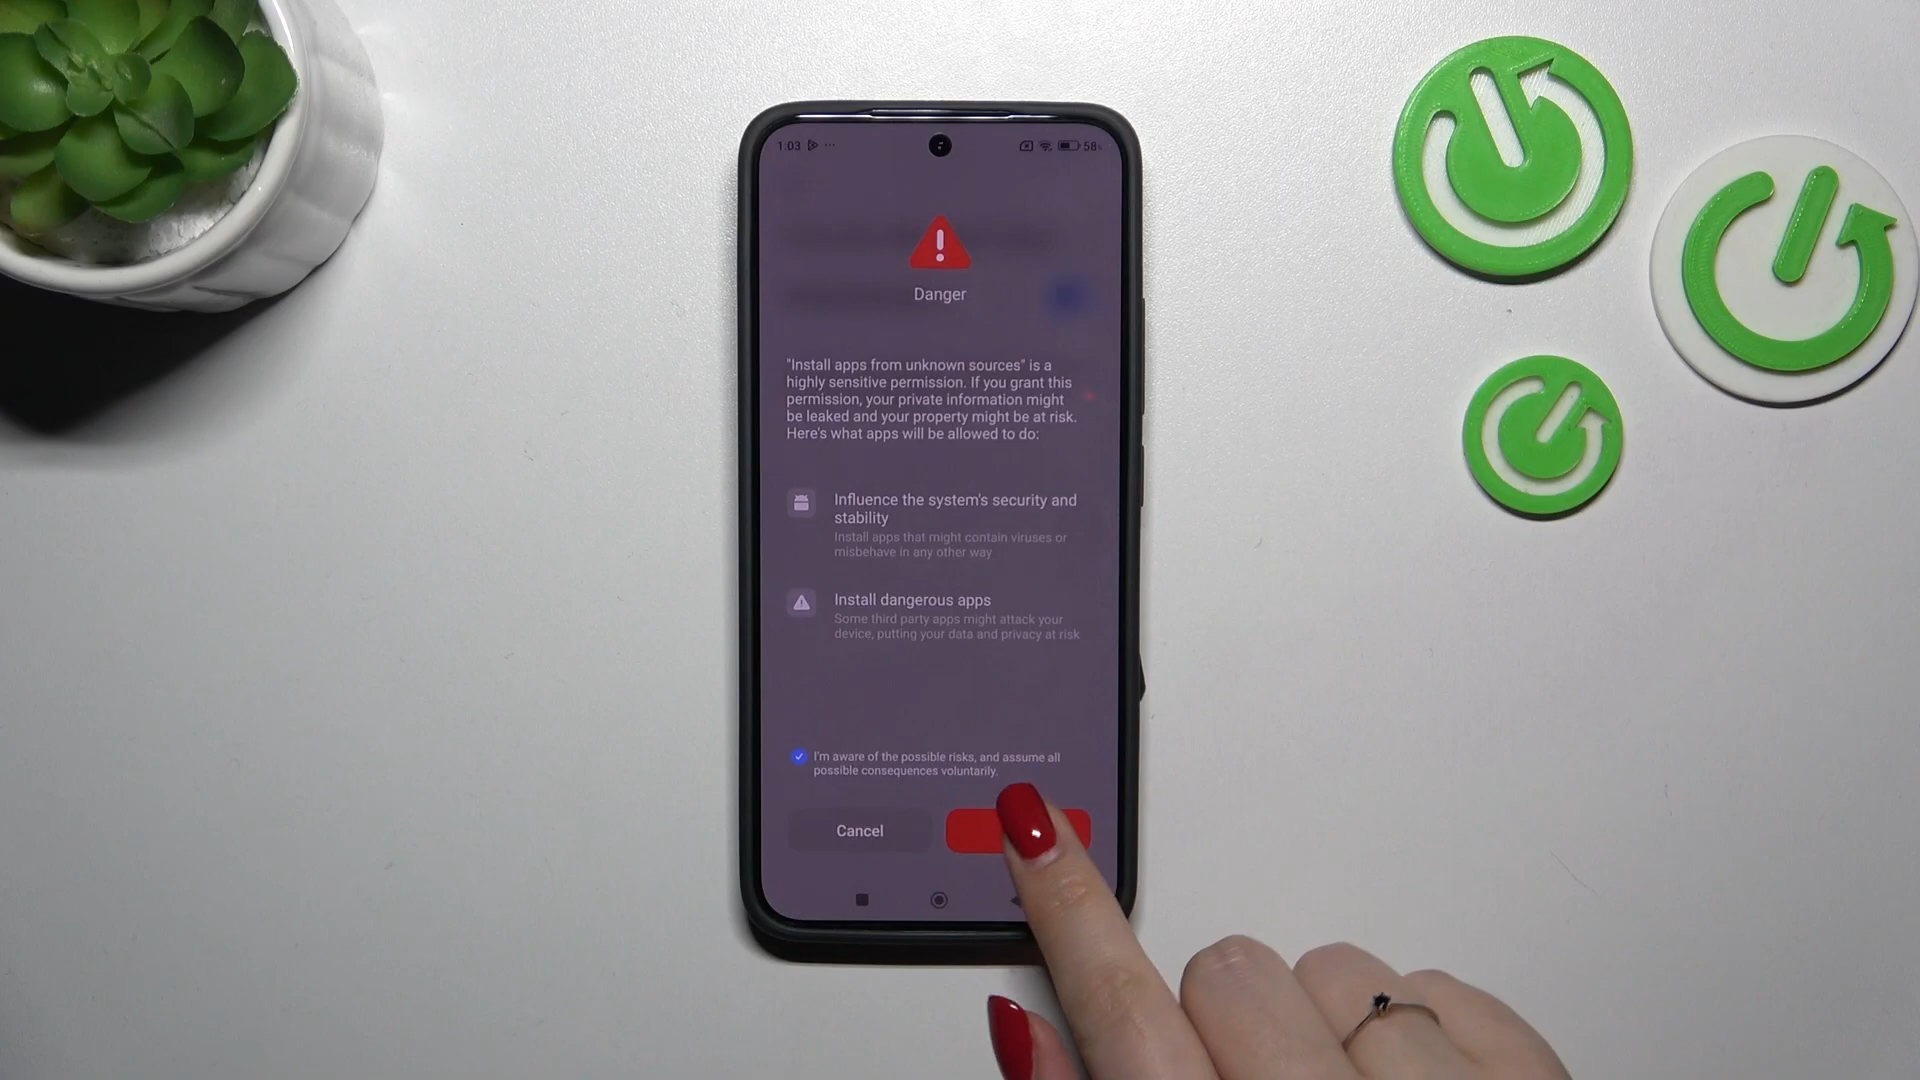 1:03 ··· 58
Danger
"Install apps from unknown sources" is a
highly sensitive permission. If you grant this
permission, your private information might
be leaked and your property might be at risk.
Here's what apps will be allowed to do:
Influence the system's security and
stability
Install apps that might contain viruses or
misbehave in any other way
Install dangerous apps
Some third party apps might attack your
device, putting your data and privacy at risk
I'm aware of the possible risks, and assume all
possible consequences voluntarily.
Cancel